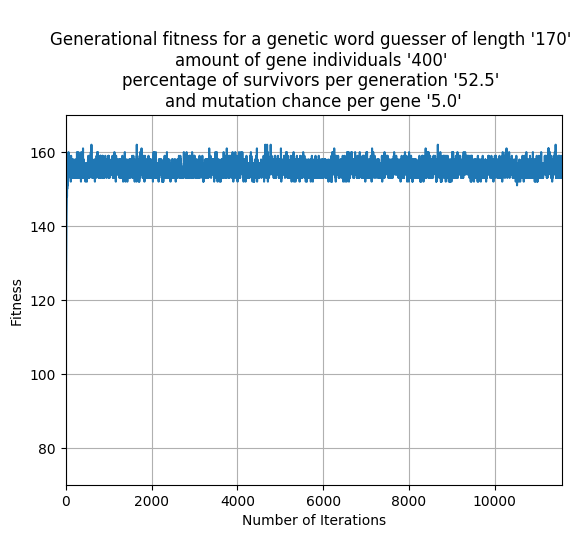 Generational fitness for a genetic word guesser of length '170'
amount of gene individuals '400'
percentage of survivors per generation '52.5'
and mutation chance per gene '5.0'
160
140
120
100
80
Fitness
0 2000 4000 6000 8000 10000
Number of Iterations